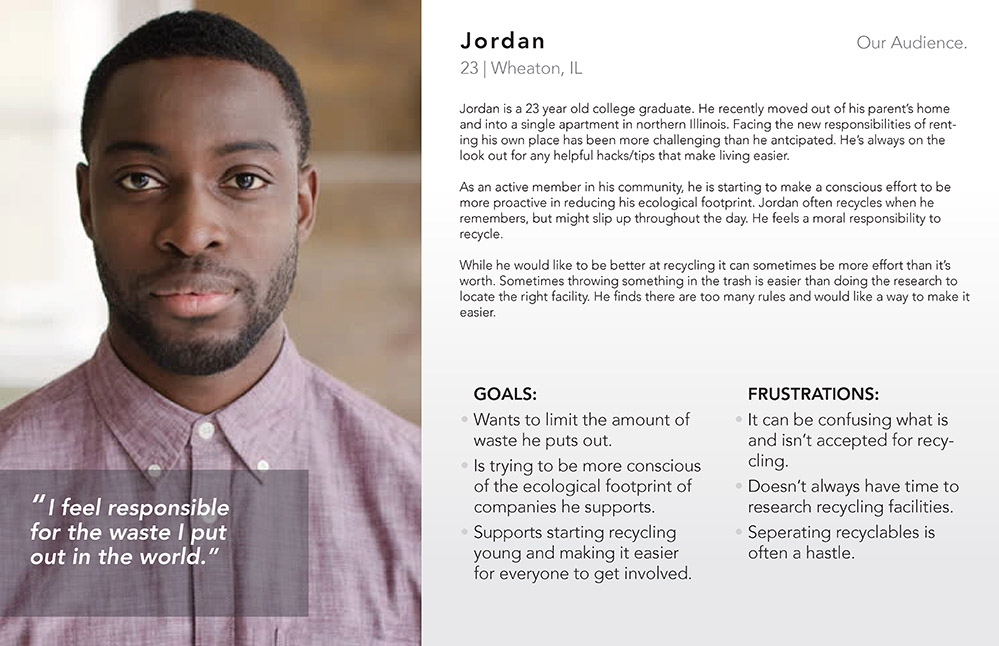 Jordan
Our Audience.
23 | Wheaton, IL
Jordan is a 23 year old college graduate. He recently moved out of his parent's home
and into a single apartment in northern Illinois. Facing the new responsibilities of rent-
ing his own place has been more challenging than he antcipated. He's always on the
look out for any helpful hacks/tips that make living easier.
As an active member in his community, he is starting to make a conscious effort to be
more proactive in reducing his ecological footprint. Jordan often recycles when he
remembers, but might slip up throughout the day. He feels a moral responsibility to
recycle.
While he would like to be better at recycling it can sometimes be more effort than it's
worth. Sometimes throwing something in the trash is easier than doing the research to
locate the right facility. He finds there are too many rules and would like a way to make it
easier.
GOALS:
• Wants to limit the amount of
waste he puts out.
• Is trying to be more conscious
of the ecological footprint of
companies he supports.
• Supports starting recycling
young and making it easier
for everyone to get involved.
FRUSTRATIONS:
• It can be confusing what is
and isn't accepted for recy-
cling.
• Doesn't always have time to
research recycling facilities.
• Seperating recyclables is
often a hastle.
"I feel responsible
for the waste I put
out in the world."